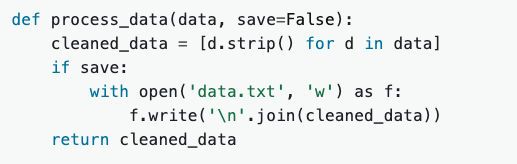 def process_data(data, save=False):
    cleaned_data = [d.strip() for d in data]
    if save:
        with open('data.txt', 'w') as f:
            f.write('\n'.join(cleaned_data))
    return cleaned_data